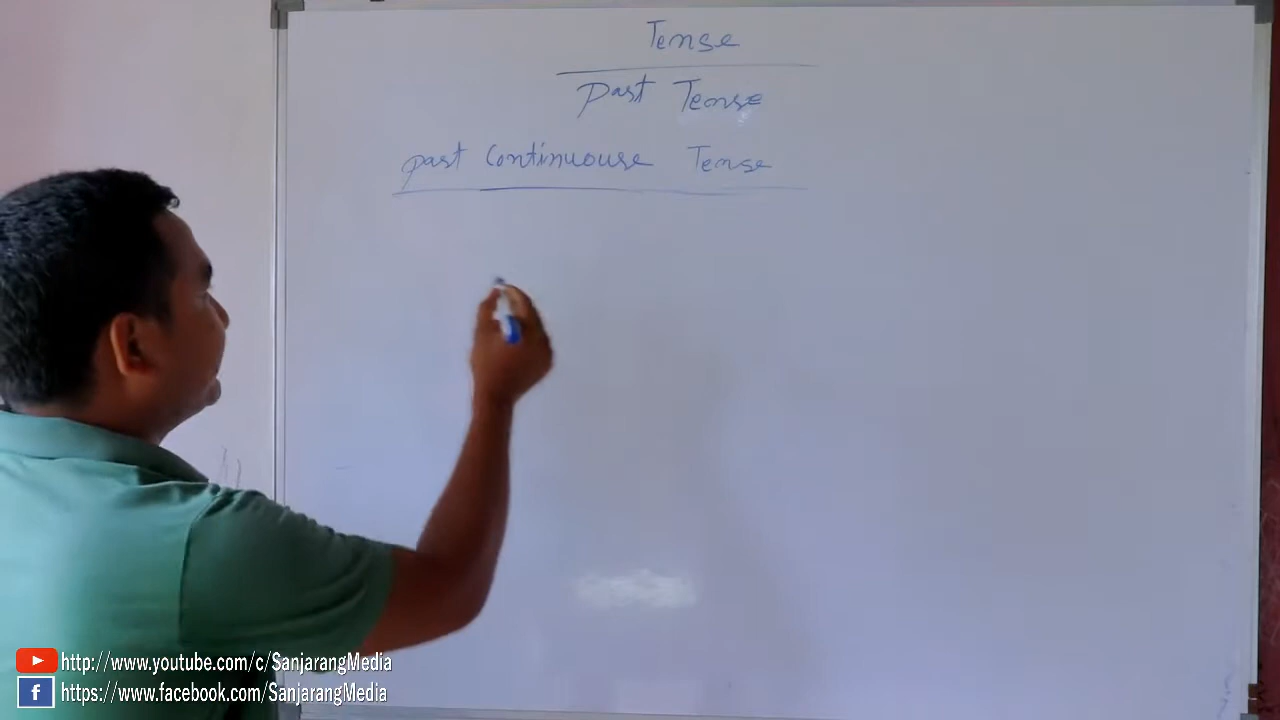 Tense
Past Tense
past Continuouse Tense
http://www.youtube.com/c/SanjarangMedia
https://www.facebook.com/SanjarangMedia